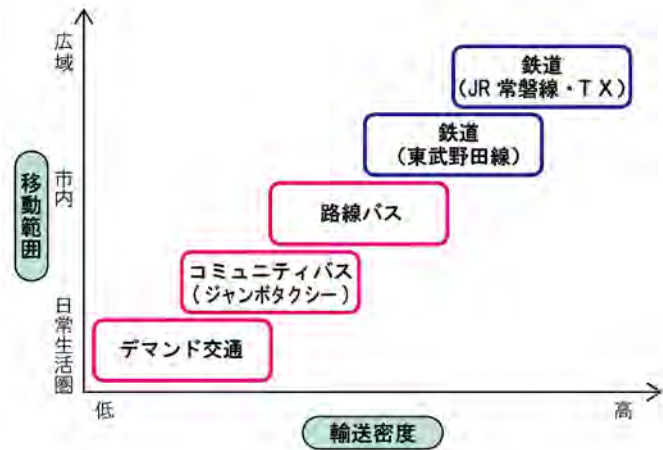 広域
鉄道
(JR 常磐線・TX)
鉄道
(東武野田線)
移動範囲
市内
路線バス
コミュニティバス
(ジャンボタクシー)
日常生活圏
デマンド交通
低
高
輸送密度